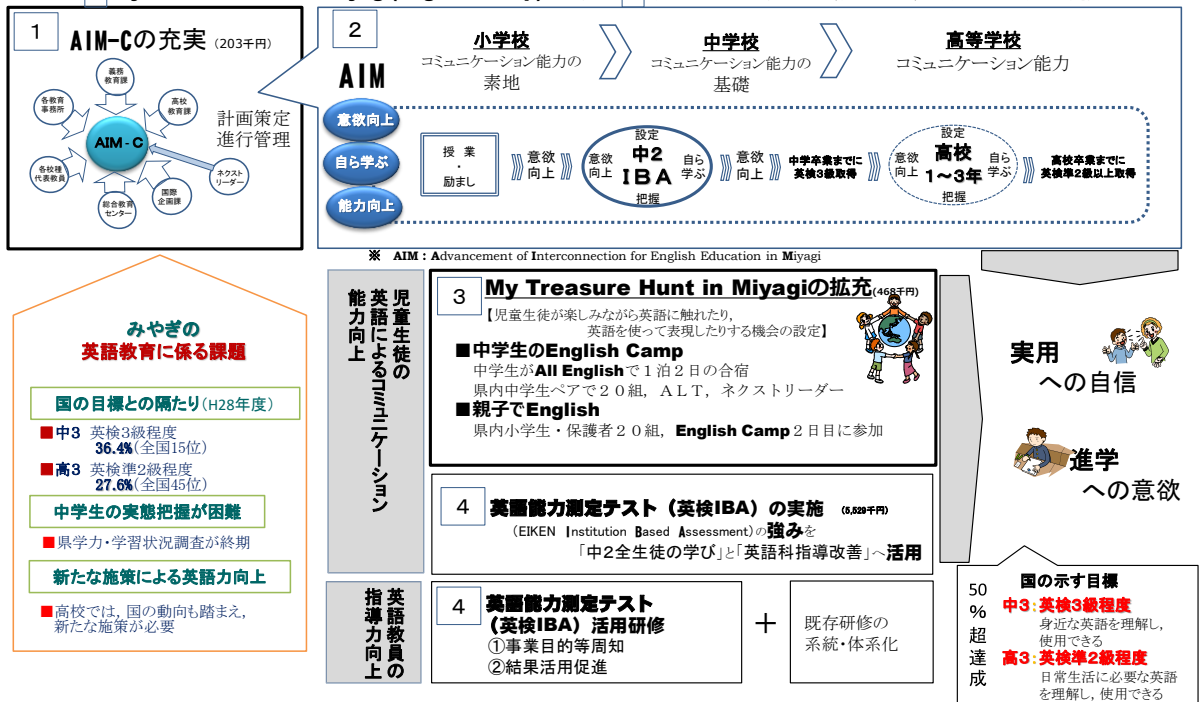 1
AIM-Cの充実 (203千円)
義務
教育課
各教育
事務所
高校
教育課
AIM-C
計画策定
進行管理
各校種
代表教員
ネクスト
リーダー
総合教育
センター
国際
企画課
2
AIM
小学校
コミュニケーション能力の
素地
中学校
コミュニケーション能力の
基礎
高等学校
コミュニケーション能力
意欲向上
自ら学ぶ
能力向上
授 業
・
励まし
意欲
向上
設定
意欲
向上
中2
IBA
自ら
学ぶ
把握
意欲
向上
中学卒業までに
英検3級取得
設定
意欲
向上
高校
1~3年
自ら
学ぶ
把握
高校卒業までに
英検準2級以上取得
※ AIM：Advancement of Interconnection for English Education in Miyagi
みやぎの
英語教育に係る課題
国の目標との隔たり(H28年度)
■中3 英検3級程度
36.4%(全国15位)
■高3 英検準2級程度
27.6%(全国45位)
中学生の実態把握が困難
■県学力・学習状況調査が終期
新たな施策による英語力向上
■高校では，国の動向も踏まえ，
新たな施策が必要
児童生徒の
英語によるコミュニケーション
能力向上
3
My Treasure Hunt in Miyagiの拡充(468千円)
【児童生徒が楽しみながら英語に触れたり，
英語を使って表現したりする機会の設定】
■中学生のEnglish Camp
中学生がAll Englishで１泊２日の合宿
県内中学生ペアで２０組，ＡＬＴ，ネクストリーダー
■親子でEnglish
県内小学生・保護者２０組，English Camp２日目に参加
4
英語能力測定テスト（英検IBA）の実施 (5,529千円)
(EIKEN Institution Based Assessment)の強みを
「中２全生徒の学び」と「英語科指導改善」へ活用
英語教員の
指導力向上
4
英語能力測定テスト
（英検IBA）活用研修
①事業目的等周知
②結果活用促進
＋
既存研修の
系統・体系化
実用
への自信
進学
への意欲
50%超達成
国の示す目標
中3：英検3級程度
身近な英語を理解し，
使用できる
高3：英検準2級程度
日常生活に必要な英語
を理解し，使用できる